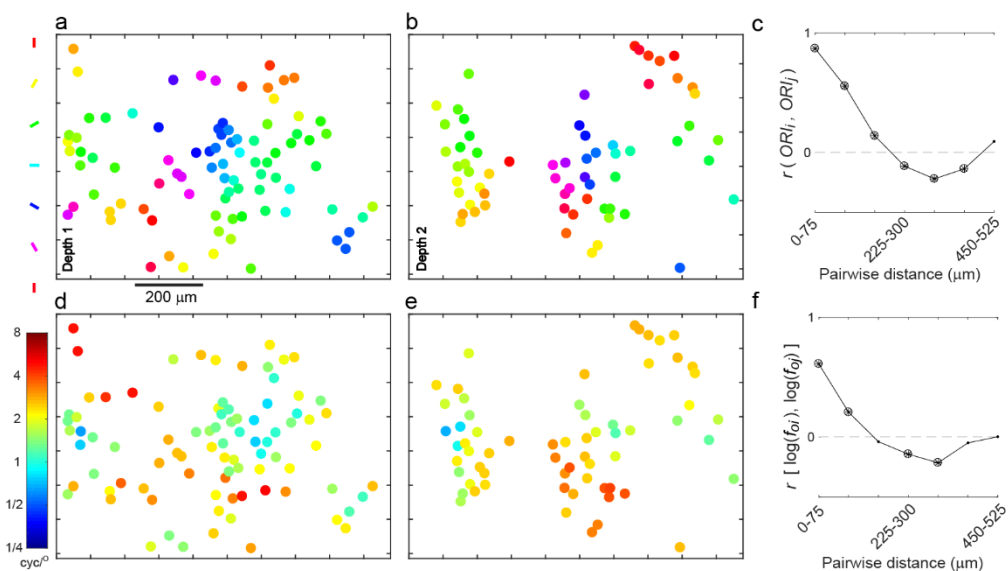 a
b
c
Depth 1
Depth 2
200 μm
1
0
r ( ORIi, ORIj )
0-75
225-300
450-525
Pairwise distance (μm)
d
e
f
8
4
2
1
1/2
1/4
cyc/°
1
0
r [ log(foi), log(foj) ]
0-75
225-300
450-525
Pairwise distance (μm)